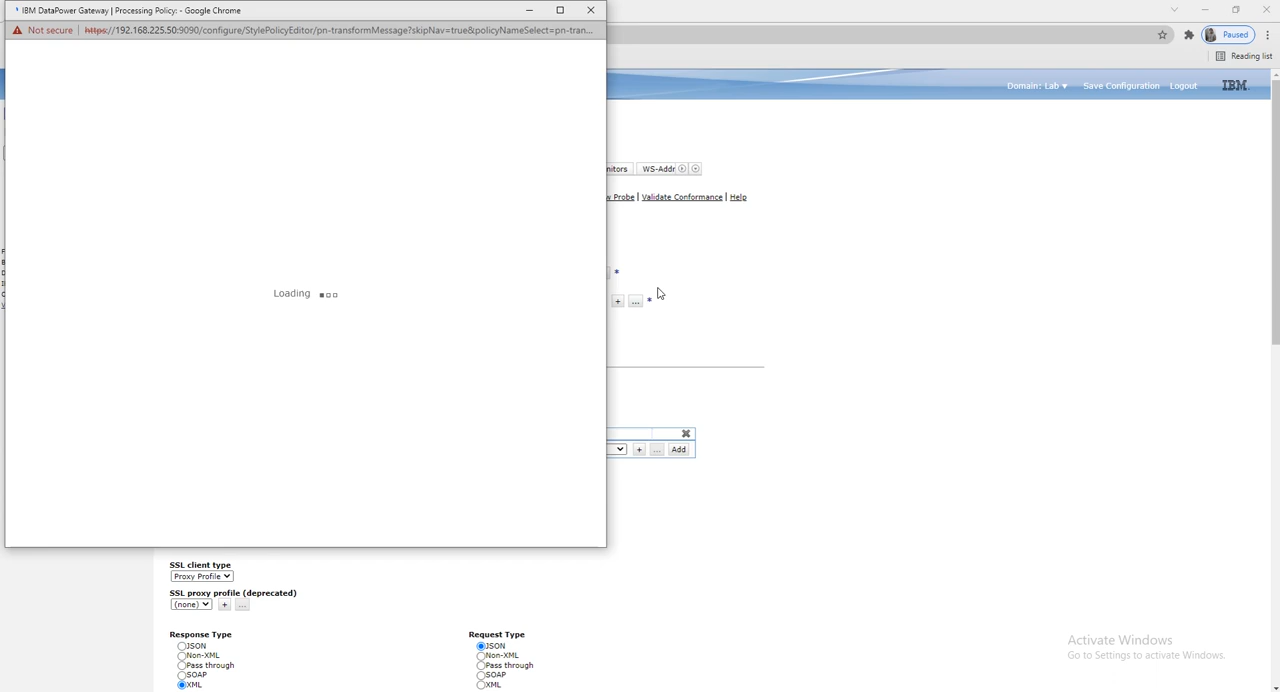 IBM DataPower Gateway | Processing Policy: - Google Chrome
Not secure
https://192.168.225.50:9090/configure/StylePolicyEditor/pn-transformMessage?skipNav=true&policyNameSelect=pn-tran...
Paused
Reading list
Domain: Lab
Save Configuration
Logout
IBM
nitors
WS-Addr
w Probe | Validate Conformance | Help
*
+
...
*
Loading
+
...
Add
SSL client type
Proxy Profile
SSL proxy profile (deprecated)
(none)
+
...
Response Type
JSON
Non-XML
Pass through
SOAP
XML
Request Type
JSON
Non-XML
Pass through
SOAP
XML
Activate Windows
Go to Settings to activate Windows.